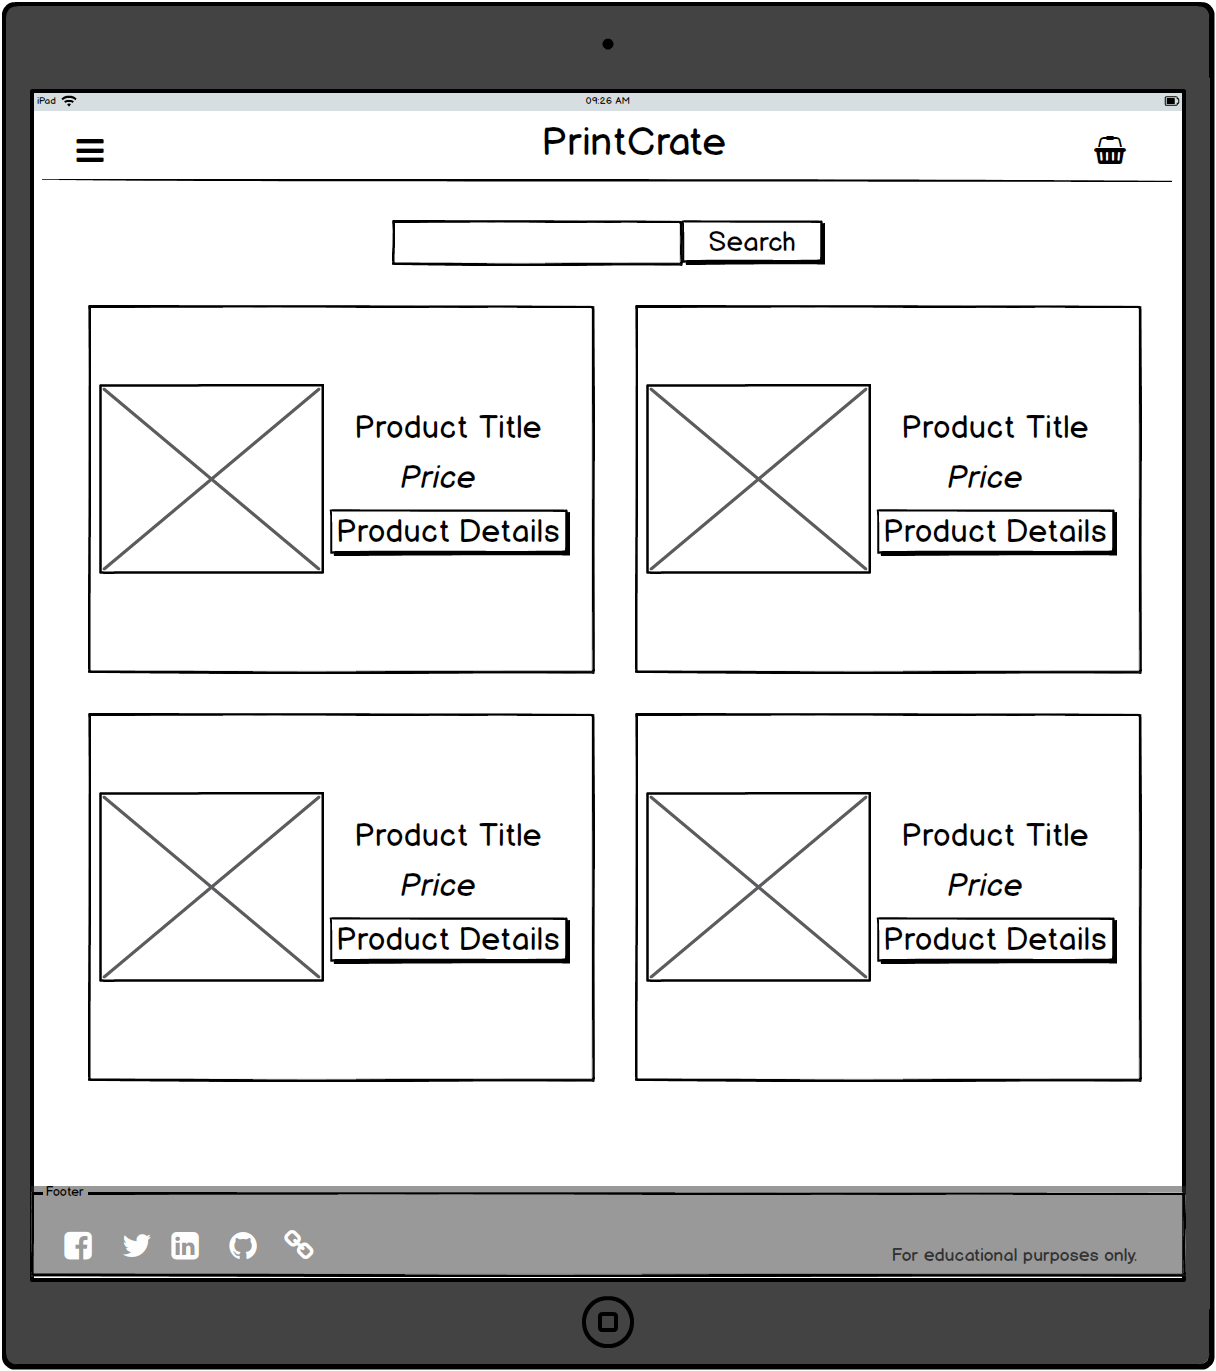 iPad 09:26 AM
PrintCrate
Search
Product Title Product Title
Price Price
Product Details Product Details
Product Title Product Title
Price Price
Product Details Product Details
Footer
For educational purposes only.